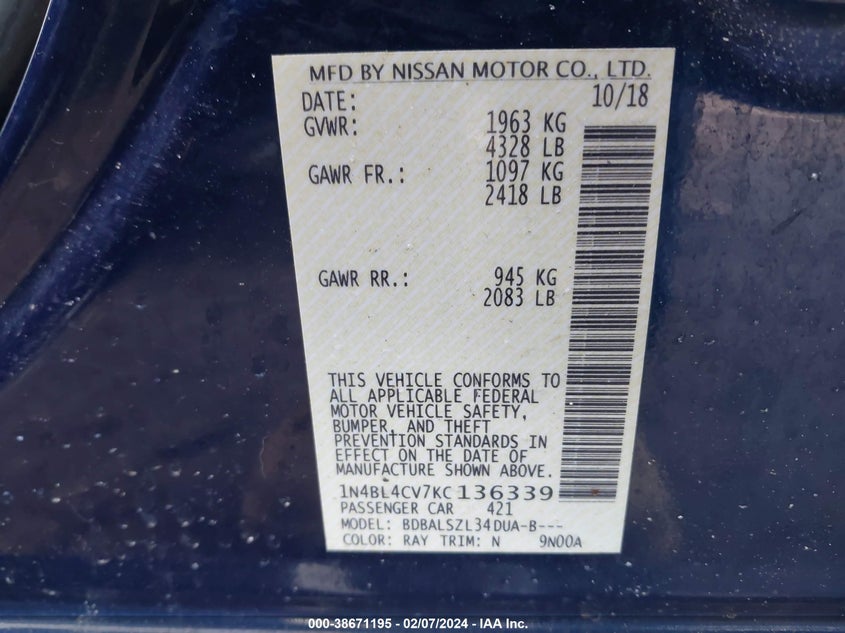 MFD BY NISSAN MOTOR CO., LTD.
DATE: 10/18
GVWR: 1963 KG
4328 LB
GAWR FR.: 1097 KG
2418 LB
GAWR RR.: 945 KG
2083 LB
THIS VEHICLE CONFORMS TO
ALL APPLICABLE FEDERAL
MOTOR VEHICLE SAFETY,
BUMPER, AND THEFT
PREVENTION STANDARDS IN
EFFECT ON THE DATE OF
MANUFACTURE SHOWN ABOVE.
1N4BL4CV7KC136339
PASSENGER CAR 421
MODEL: BDBALSZL34DUA-B---
COLOR: RAY TRIM: N 9N00A
000-38671195 - 02/07/2024 - IAA Inc.